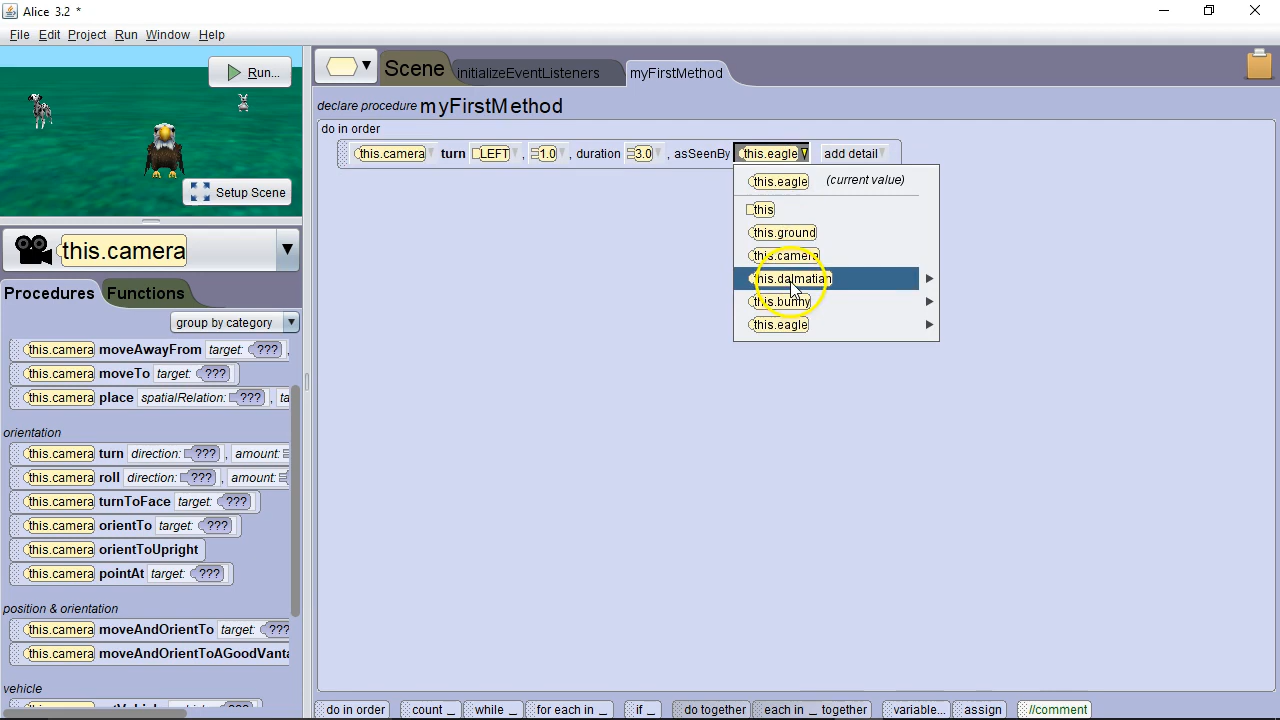 Alice 3.2 *
File Edit Project Run Window Help
Run...
Setup Scene
Scene initializeEventListeners myFirstMethod
declare procedure myFirstMethod
do in order
this.camera turn LEFT , 1.0 , duration 3.0 , asSeenBy this.eagle add detail
this.eagle (current value)
this
this.ground
this.camera
this.dalmatian
this.bunny
this.eagle
this.camera
Procedures Functions
group by category
this.camera moveAwayFrom target: ??? ,
this.camera moveTo target: ???
this.camera place spatialRelation: ??? , ta
orientation
this.camera turn direction: ??? , amount:
this.camera roll direction: ??? , amount:
this.camera turnToFace target: ???
this.camera orientTo target: ???
this.camera orientToUpright
this.camera pointAt target: ???
position & orientation
this.camera moveAndOrientTo target: ???
this.camera moveAndOrientToAGoodVanta
vehicle
do in order count _ while _ for each in _ if _ do together each in _ together variable... assign //comment